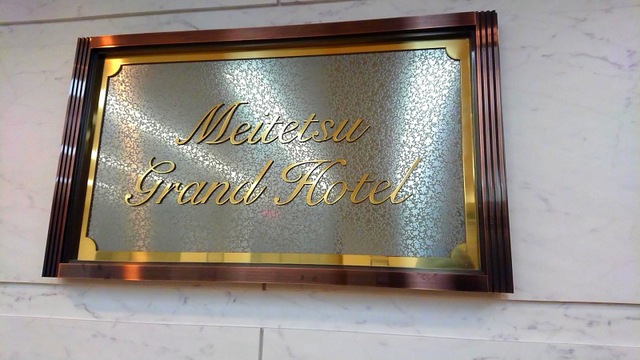 Meitetsu
Grand Hotel